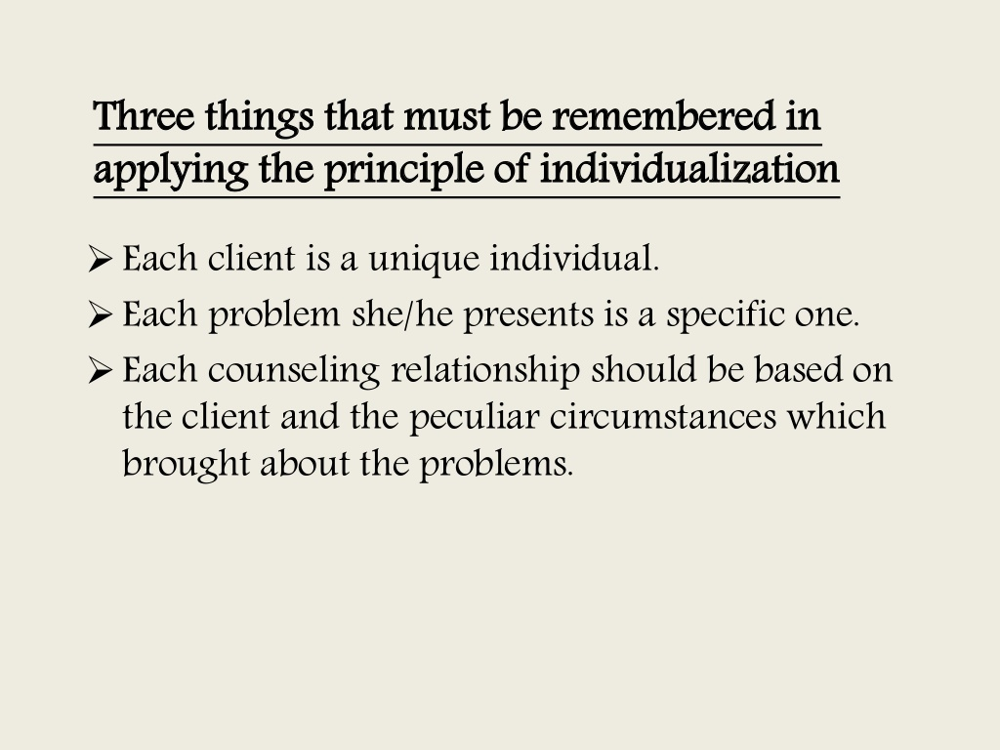 Three things that must be remembered in
applying the principle of individualization
➢ Each client is a unique individual.
➢ Each problem she/he presents is a specific one.
➢ Each counseling relationship should be based on
the client and the peculiar circumstances which
brought about the problems.